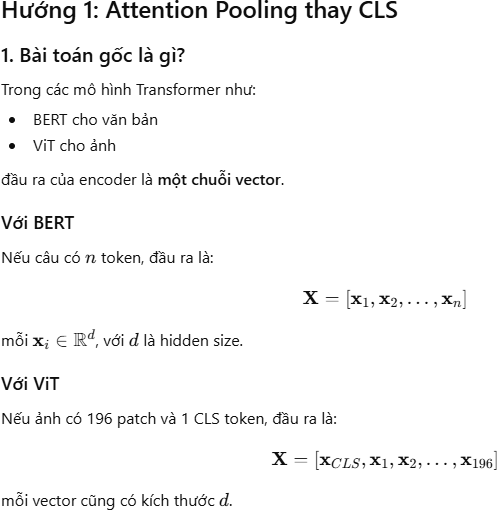 Hướng 1: Attention Pooling thay CLS
1. Bài toán gốc là gì?
Trong các mô hình Transformer như:
• BERT cho văn bản
• ViT cho ảnh
đầu ra của encoder là một chuỗi vector.
Với BERT
Nếu câu có n token, đầu ra là:
X = [x₁, x₂, . . . , xₙ]
mỗi xᵢ ∈ ℝᵈ, với d là hidden size.
Với ViT
Nếu ảnh có 196 patch và 1 CLS token, đầu ra là:
X = [x_CLS, x₁, x₂, . . . , x₁₉₆]
mỗi vector cũng có kích thước d.